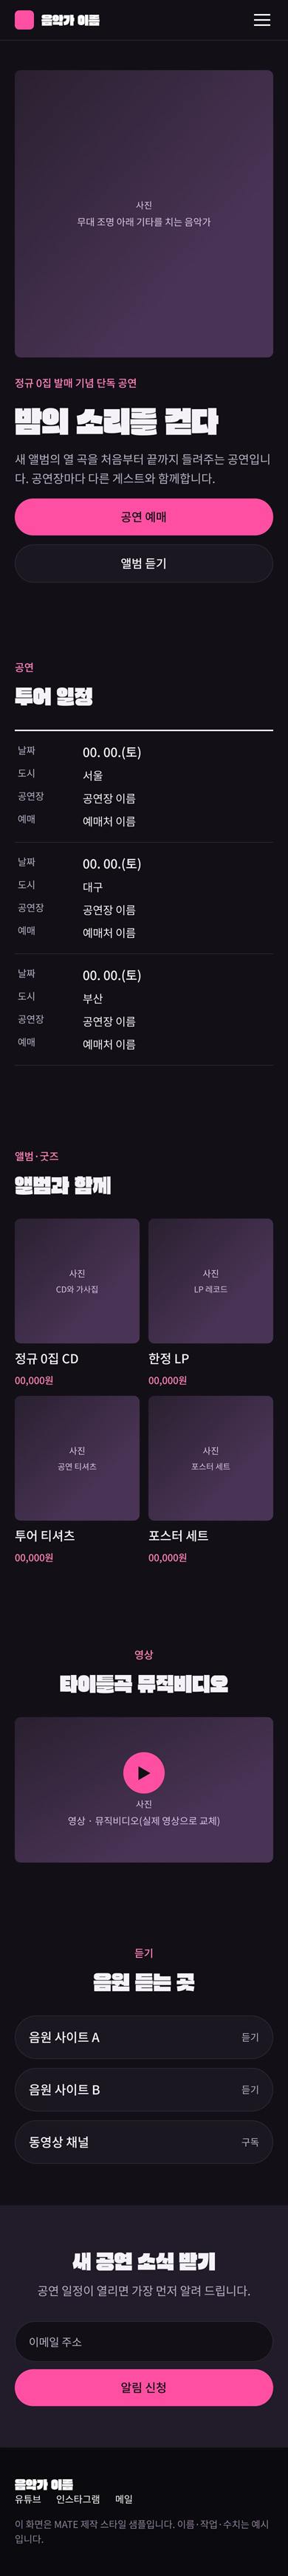 음악가 이름
사진
무대 조명 아래 기타를 치는 음악가
정규 0집 발매 기념 단독 공연
밤의 소리를 걷다
새 앨범의 열 곡을 처음부터 끝까지 들려주는 공연입니
다. 공연장마다 다른 게스트와 함께합니다.
공연 예매
앨범 듣기
공연
투어 일정
날짜 00. 00.(토)
도시 서울
공연장 공연장 이름
예매 예매처 이름
날짜 00. 00.(토)
도시 대구
공연장 공연장 이름
예매 예매처 이름
날짜 00. 00.(토)
도시 부산
공연장 공연장 이름
예매 예매처 이름
앨범·굿즈
앨범과 함께
사진
CD와 가사집
정규 0집 CD
00,000원
사진
LP 레코드
한정 LP
00,000원
사진
공연 티셔츠
투어 티셔츠
00,000원
사진
포스터 세트
포스터 세트
00,000원
영상
타이틀곡 뮤직비디오
사진
영상 · 뮤직비디오(실제 영상으로 교체)
듣기
음원 듣는 곳
음원 사이트 A 듣기
음원 사이트 B 듣기
동영상 채널 구독
새 공연 소식 받기
공연 일정이 열리면 가장 먼저 알려 드립니다.
이메일 주소
알림 신청
음악가 이름
유튜브 인스타그램 메일
이 화면은 MATE 제작 스타일 샘플입니다. 이름·작업·수치는 예시
입니다.